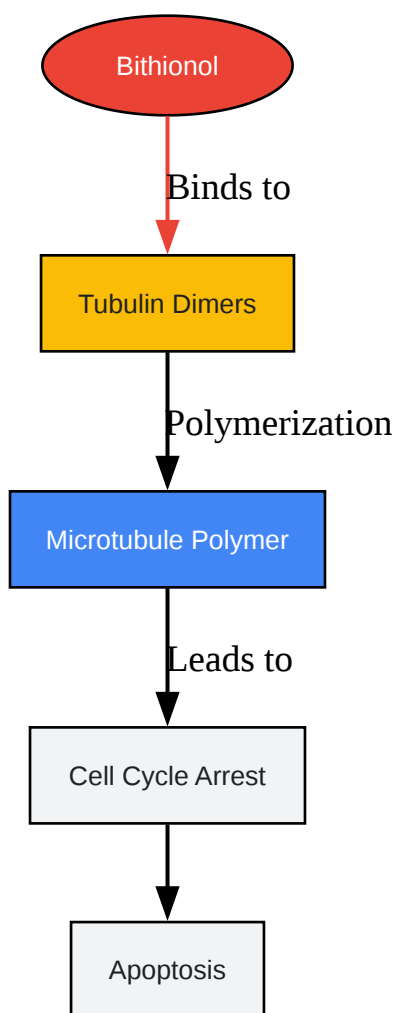 Bithionol
Binds to
Tubulin Dimers
Polymerization
Microtubule Polymer
Leads to
Cell Cycle Arrest
Apoptosis